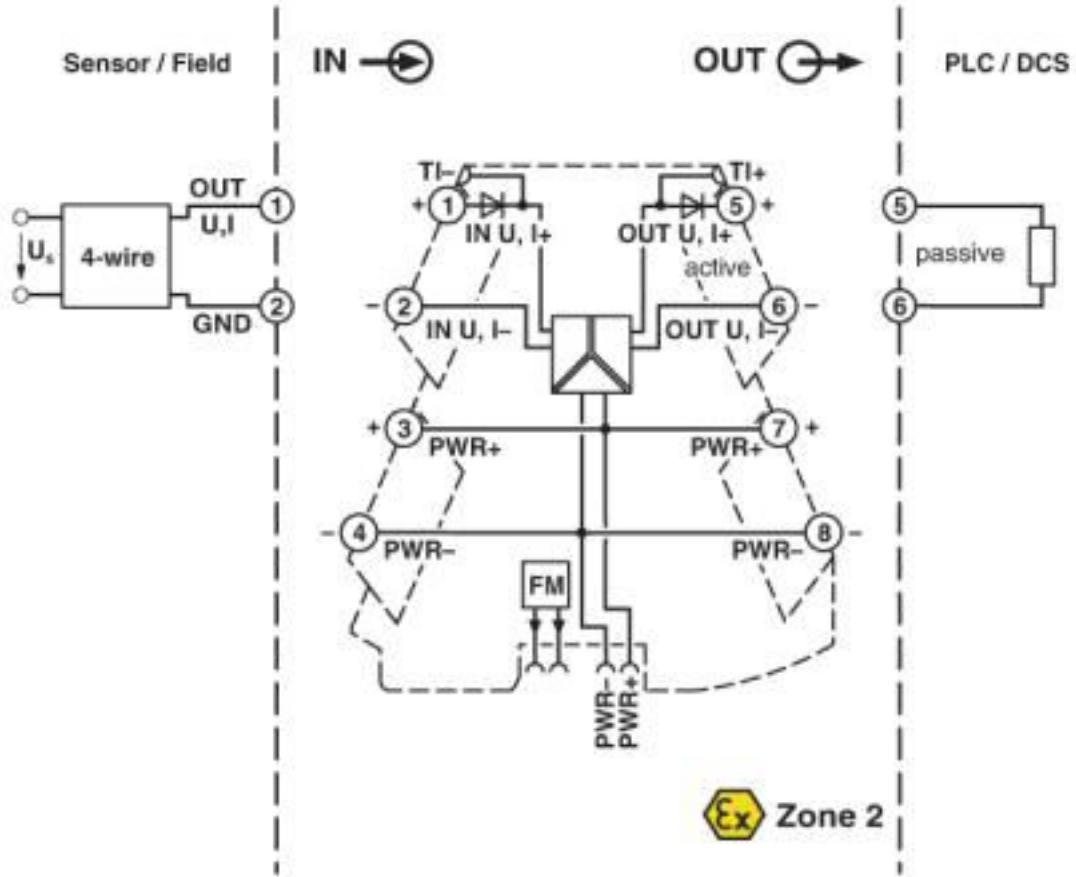 Sensor / Field
IN
OUT
PLC / DCS
TI–
TI+
OUT
1
+ 1
5 +
5
U,I
IN U, I+
OUT U, I+
Us
4-wire
active
passive
2
– 2
6 –
6
GND
IN U, I–
OUT U, I–
+ 3
7 +
PWR+
PWR+
– 4
8 –
PWR–
PWR–
FM
PWR–
PWR+
Ex
Zone 2